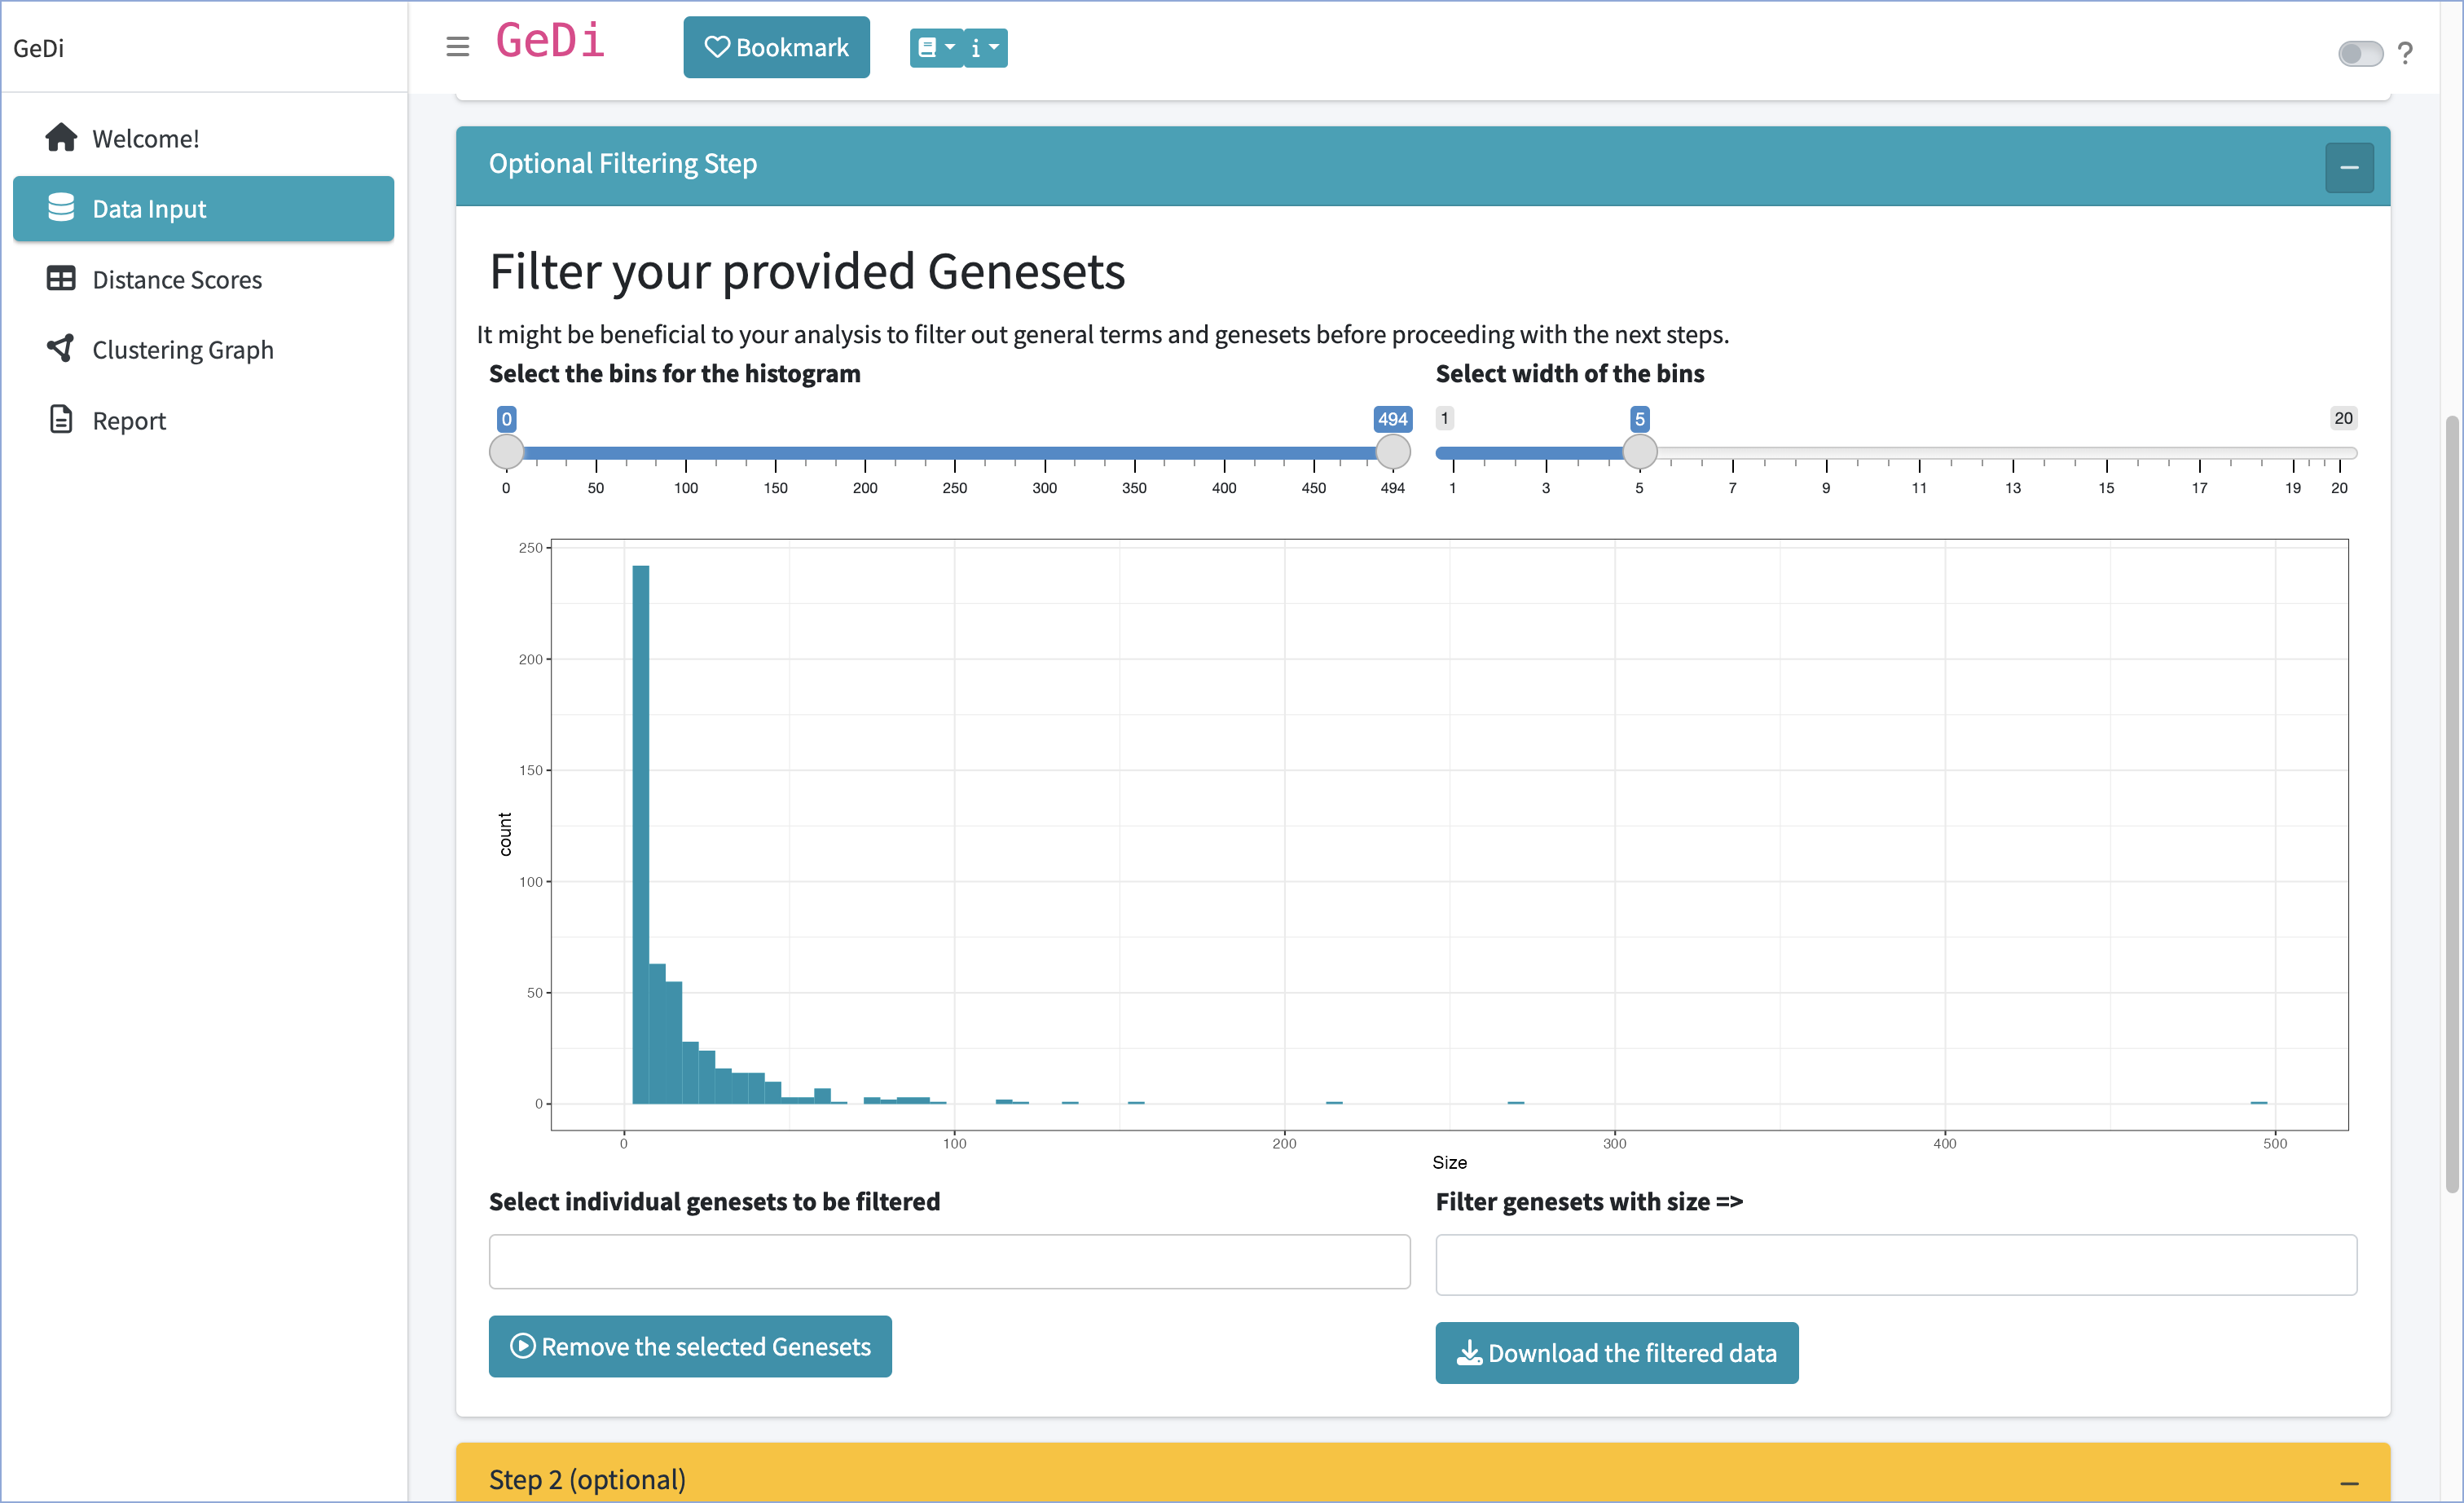 GeDi
GeDi
Bookmark
i
?
Welcome!
Data Input
Distance Scores
Clustering Graph
Report
Optional Filtering Step
Filter your provided Genesets
It might be beneficial to your analysis to filter out general terms and genesets before proceeding with the next steps.
Select the bins for the histogram
0 494
0 50 100 150 200 250 300 350 400 450 494
Select width of the bins
1 5 20
1 3 5 7 9 11 13 15 17 19 20
250
200
150
100
50
0
count
0 100 200 300 400 500
Size
Select individual genesets to be filtered
Filter genesets with size =>
Remove the selected Genesets
Download the filtered data
Step 2 (optional)